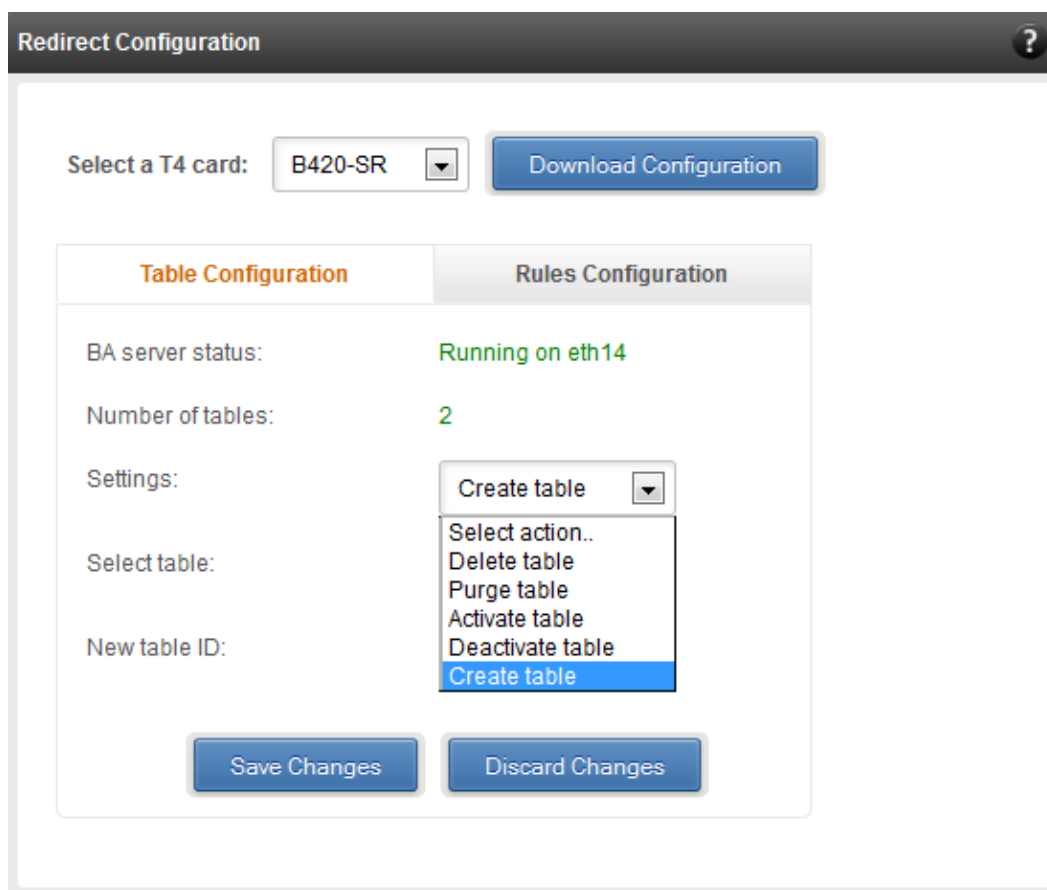 Redirect Configuration ?
Select a T4 card: B420-SR Download Configuration
Table Configuration Rules Configuration
BA server status: Running on eth14
Number of tables: 2
Settings: Create table
Select action..
Delete table
Select table:
Purge table
Activate table
New table ID:
Deactivate table
Create table
Save Changes Discard Changes